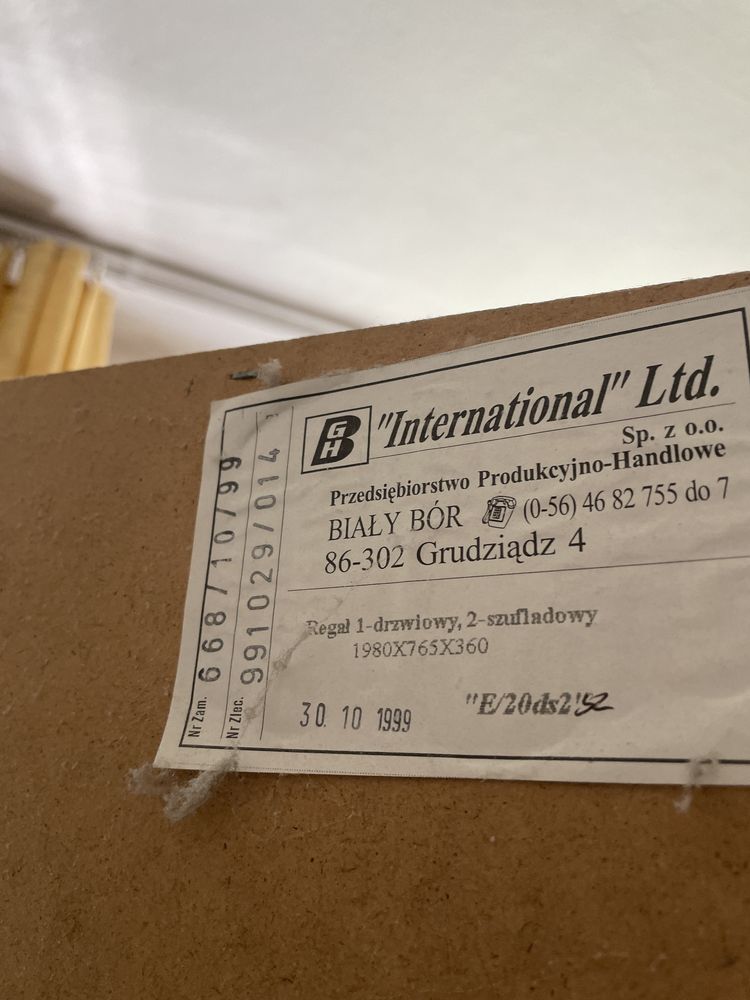 GBH "International" Ltd.
Sp. z o.o.
Przedsiębiorstwo Produkcyjno-Handlowe
BIAŁY BÓR (0-56) 46 82 755 do 7
86-302 Grudziądz 4
Regał 1-drzwiowy, 2-szufladowy
1980X765X360
30. 10 1999 "E/20ds2"
Nr Zam. 668/10/99
Nr Zlec. 991029/014